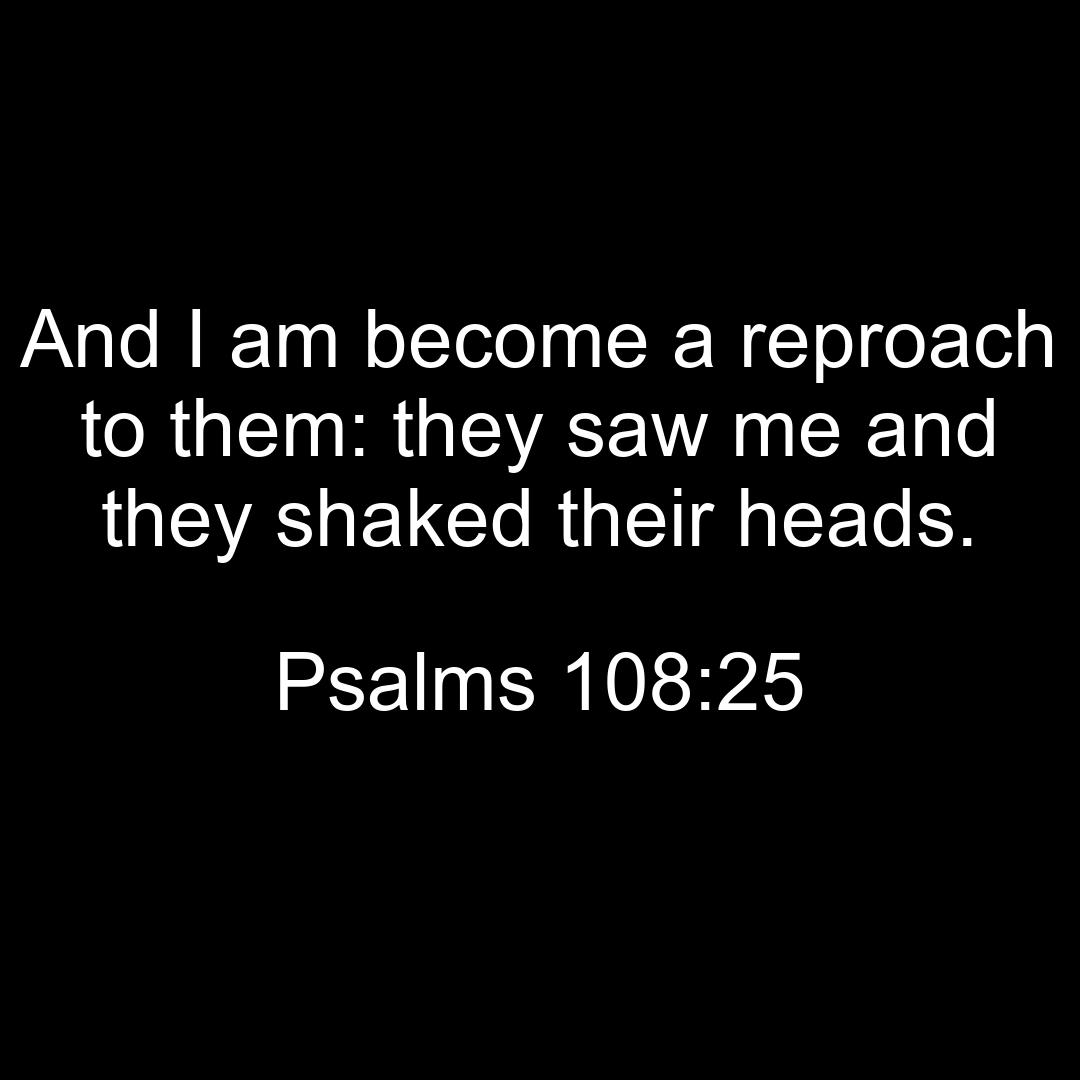 And I am become a reproach
to them: they saw me and
they shaked their heads.
Psalms 108:25